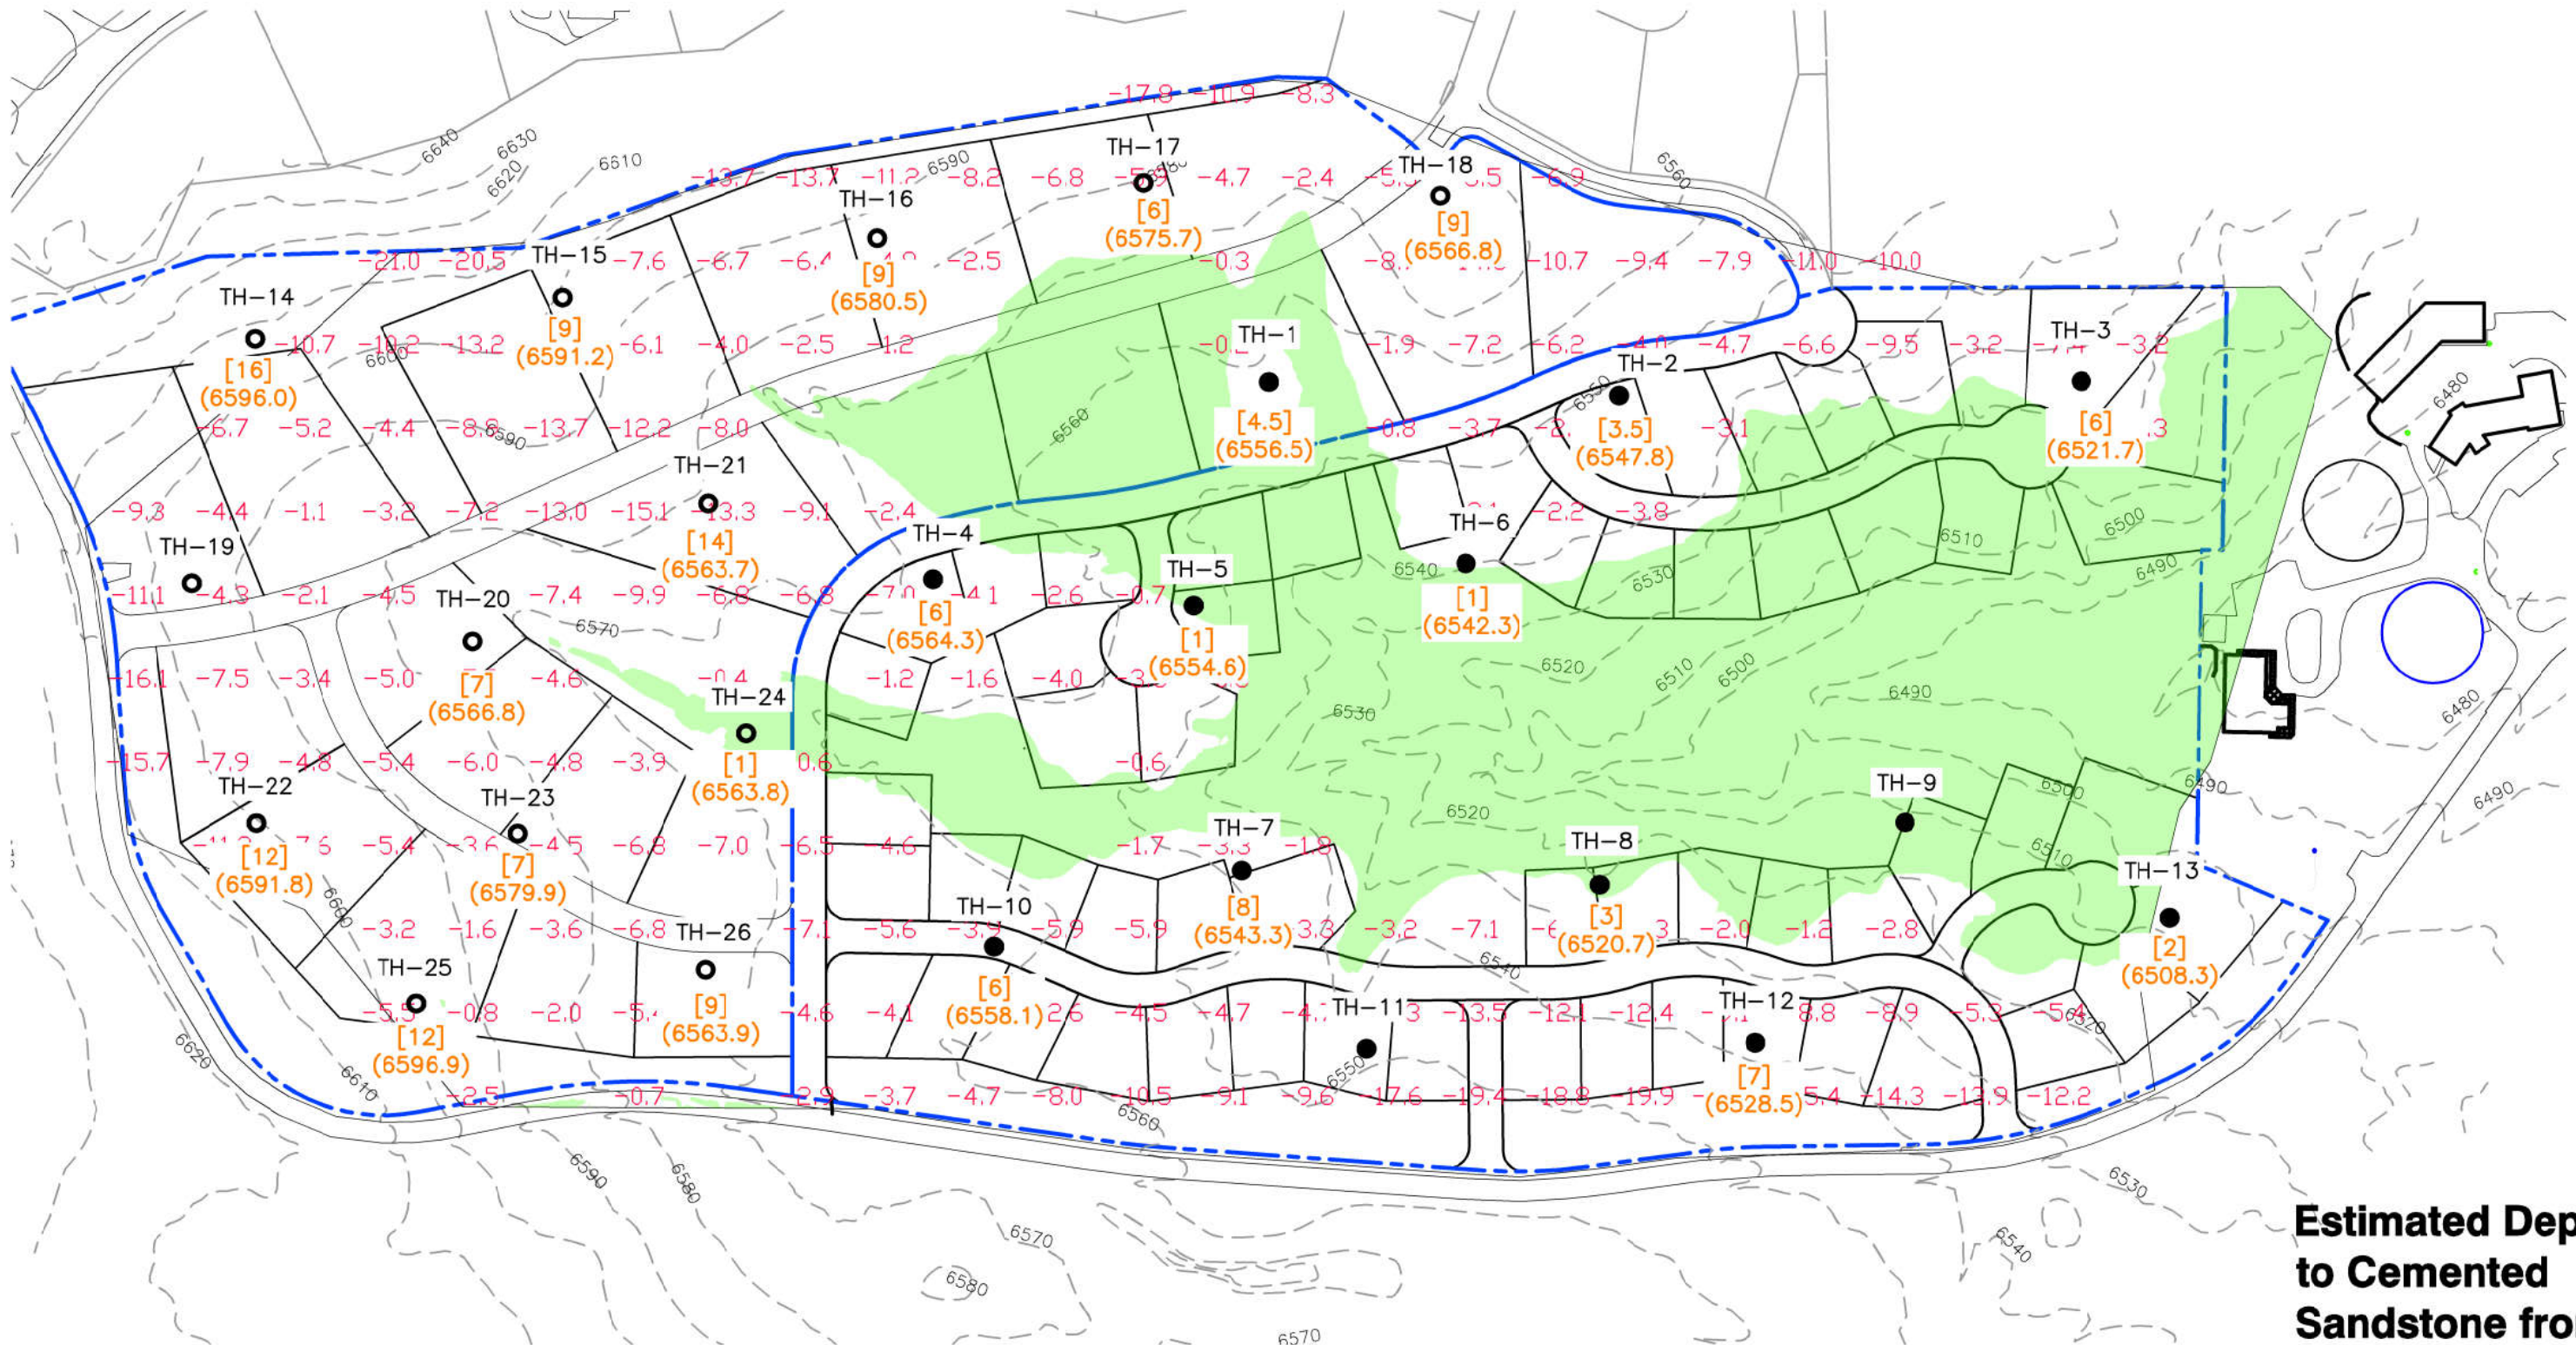 -17.8 -10.9 -8.3
6640
6630
6620
6610
6590
TH-17
TH-18
6560
-13.7 -13.7 -11.2 -8.2 -6.8 -4.7 -2.4 -6.9
TH-16
[6]
(6575.7)
[9]
(6566.8)
-21.0 -20.5 TH-15 -7.6 -6.7 -6.4 -2.5 -0.3 -10.7 -9.4 -7.9 -11.0 -10.0
[9]
(6580.5)
TH-14
[9]
(6591.2)
TH-1
TH-3
-10.7 -13.2 -6.1 -4.0 -2.5 -1.2 -1.9 -7.2 -6.2 -4.7 -6.6 -9.5 -3.2 -3.2
6600
TH-2
[16]
(6596.0)
6550
6480
[4.5]
(6556.5)
[3.5]
(6547.8)
[6]
(6521.7)
-6.7 -5.2 -4.4 -8.8 -13.7 -12.2 -8.0 -0.8 -3.7 -3.1
6590
6560
TH-21
-9.3 -4.4 -1.1 -3.2 -7.2 -13.0 -15.1 -13.3 -9.1 -2.4 -2.2 -3.8
TH-4
TH-6
6500
6510
TH-19
[14]
(6563.7)
TH-5
6540
6530
6490
-11.1 -4.3 -2.1 -4.5 -7.4 -9.9 -6.8 -6.8 -2.6 -0.7
TH-20
6570
[6]
(6564.3)
[1]
(6554.6)
[1]
(6542.3)
-16.1 -7.5 -3.4 -5.0 -4.6 -1.2 -1.6 -4.0
[7]
(6566.8)
TH-24
6520
6510
6500
6490
6530
6480
-15.7 -7.9 -4.8 -5.4 -6.0 -4.8 -3.9 -0.6
[1]
(6563.8)
TH-22
TH-23
TH-9
6500
6490
6490
6520
TH-7
TH-8
-5.4 -4.5 -6.8 -7.0 -6.5 -4.6 -1.7 -3.3 -1.8
6510
TH-13
[12]
(6591.8)
[7]
(6579.9)
6600
TH-10
[8]
(6543.3)
[3]
(6520.7)
-3.2 -1.6 -3.6 -6.8 TH-26 -7.1 -5.6 -3.9 -5.9 -5.9 -3.2 -7.1 -2.0 -1.2 -2.8
[2]
(6508.3)
TH-25
6540
-5.5 -0.8 -2.0 -4.6 -4.1 -4.5 -4.7 TH-11 -13.5 -12.1 -12.4 TH-12 -8.9 -5.3 -5.4
6520
[12]
(6596.9)
[9]
(6563.9)
[6]
(6558.1)
6620
6610
6550
[7]
(6528.5)
-2.5 -0.7 -2.9 -3.7 -4.7 -8.0 -10.5 -9.1 -9.6 -17.6 -19.4 -18.8 -19.9 -14.3 -13.9 -12.2
6560
6590
6580
6530
6570
6540
6580
6570
Estimated Dep
to Cemented
Sandstone fro